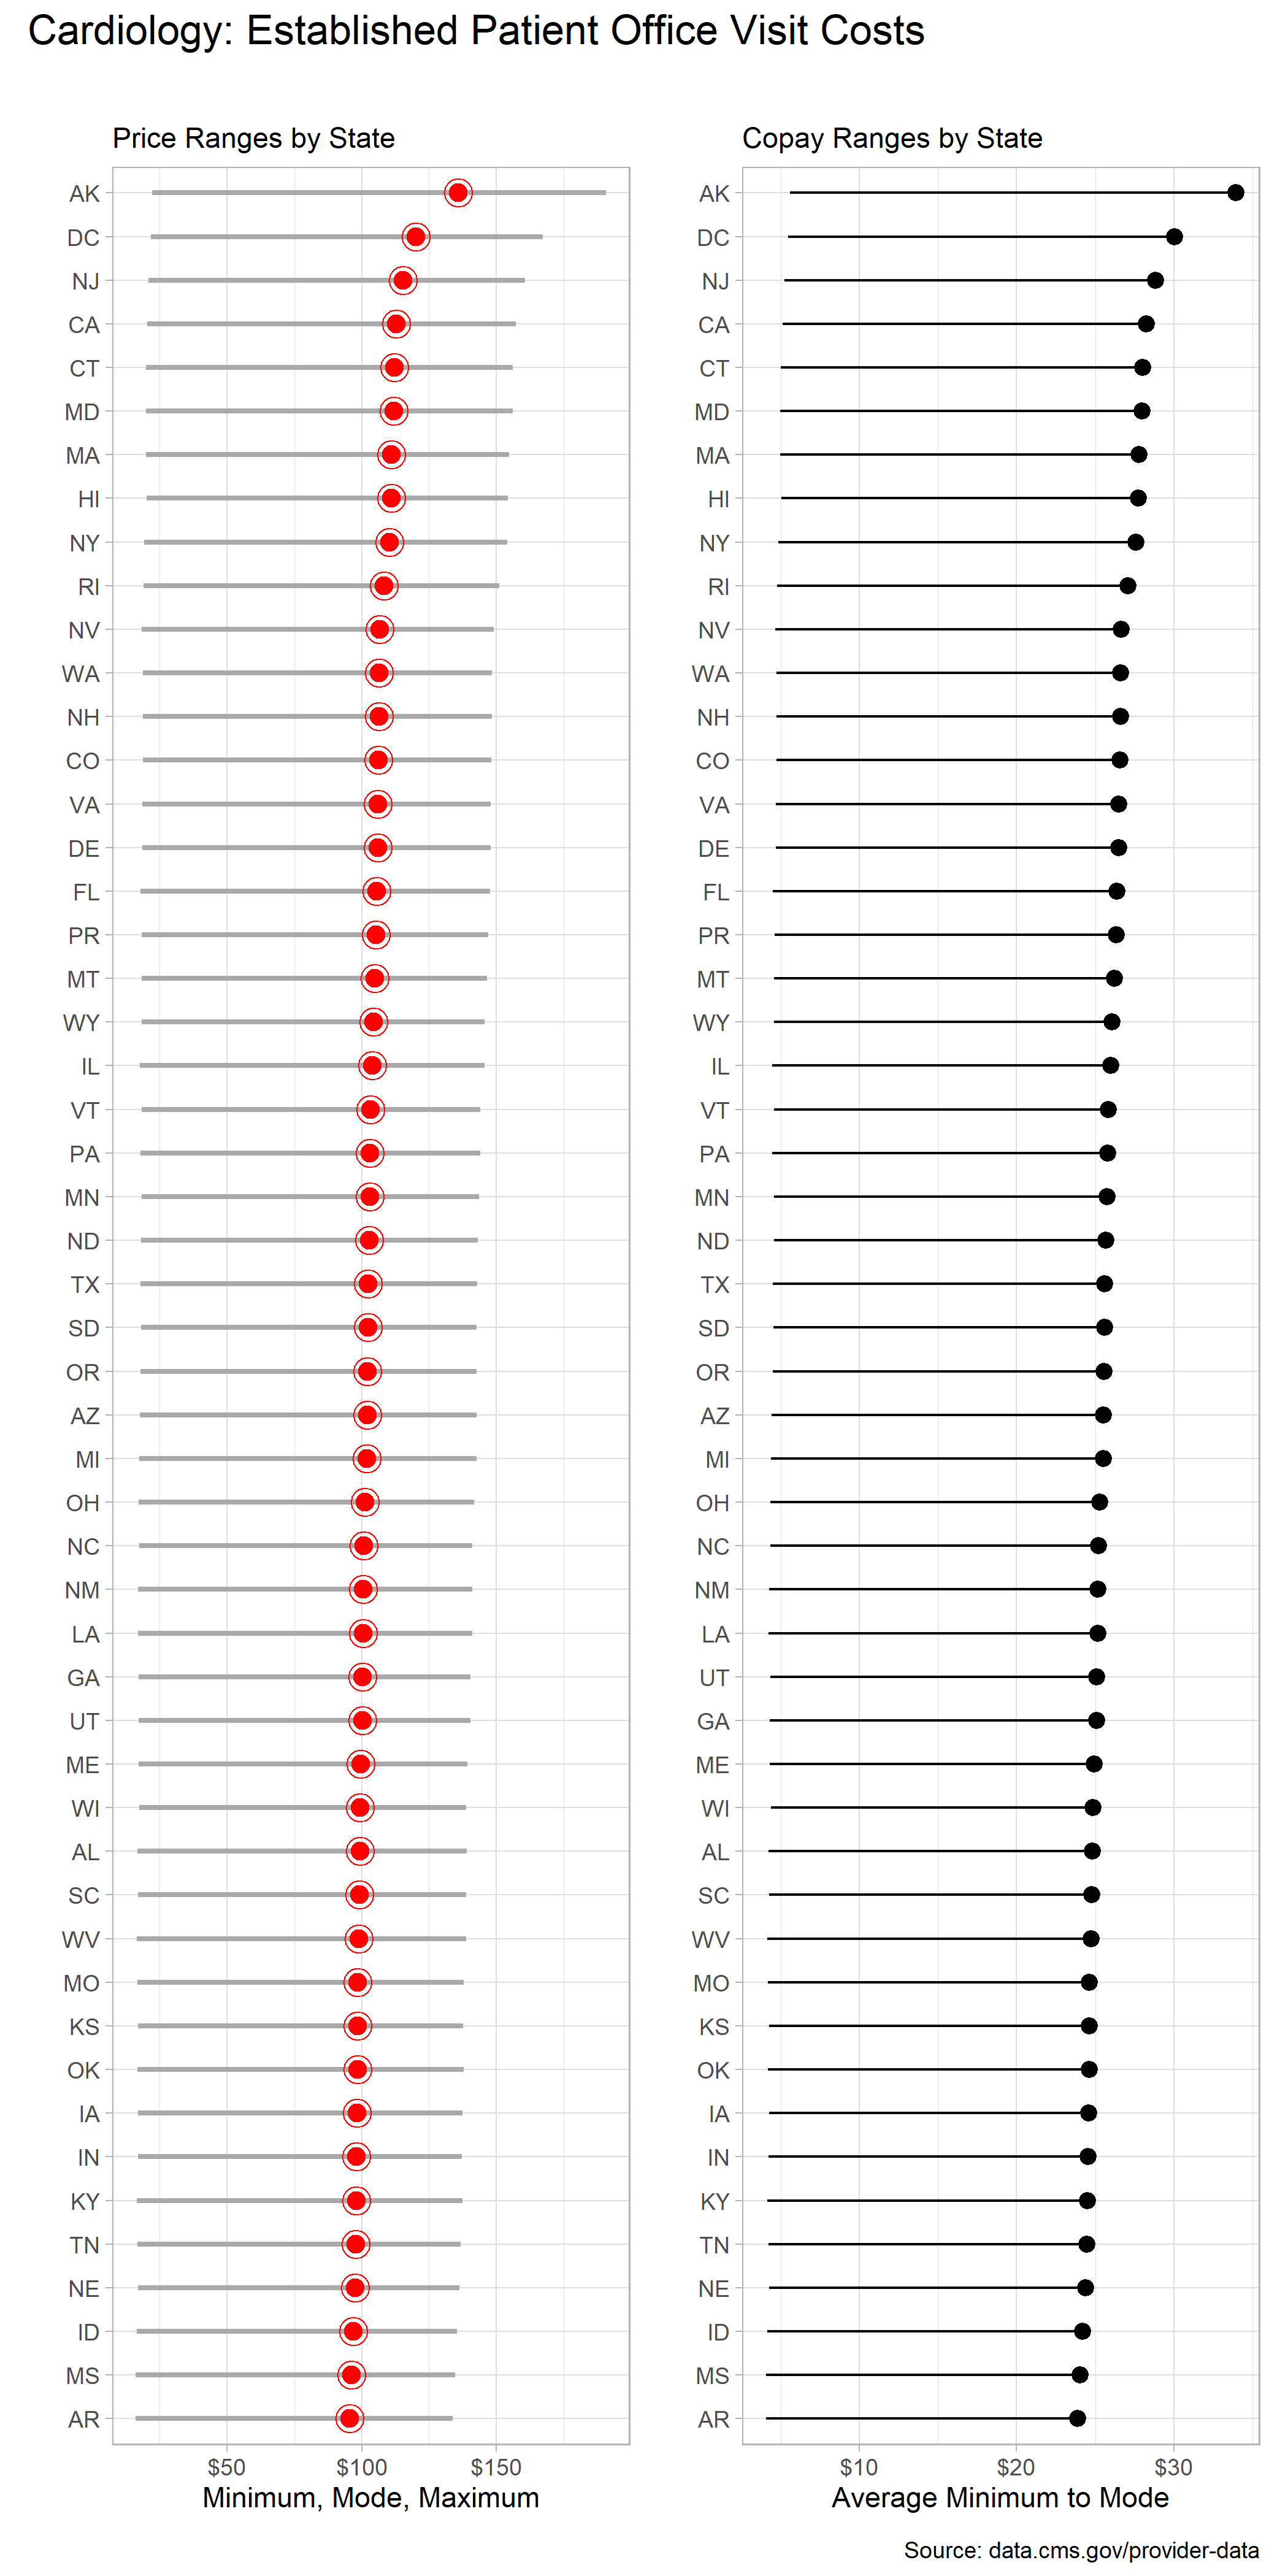 Cardiology: Established Patient Office Visit Costs
Price Ranges by State
AK
DC
NJ
CA
CT
MD
MA
HI
NY
RI
NV
WA
NH
CO
VA
DE
FL
PR
MT
WY
IL
VT
PA
MN
ND
TX
SD
OR
AZ
MI
OH
NC
NM
LA
GA
UT
ME
WI
AL
SC
WV
MO
KS
OK
IA
IN
KY
TN
NE
ID
MS
AR
$50 $100 $150
Minimum, Mode, Maximum
Copay Ranges by State
AK
DC
NJ
CA
CT
MD
MA
HI
NY
RI
NV
WA
NH
CO
VA
DE
FL
PR
MT
WY
IL
VT
PA
MN
ND
TX
SD
OR
AZ
MI
OH
NC
NM
LA
UT
GA
ME
WI
AL
SC
WV
MO
KS
OK
IA
IN
KY
TN
NE
ID
MS
AR
$10 $20 $30
Average Minimum to Mode
Source: data.cms.gov/provider-data